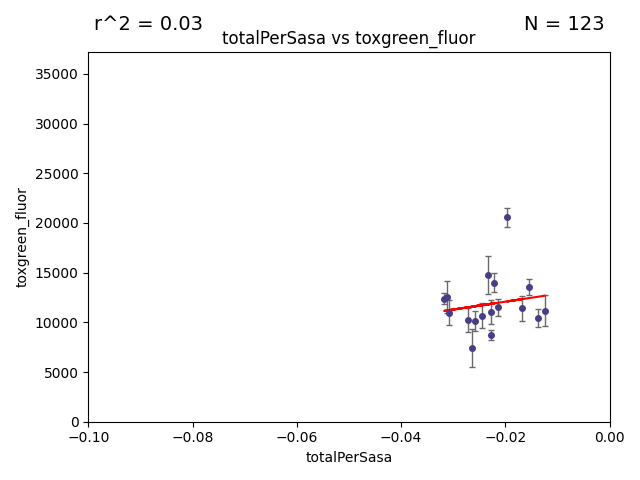 r^2 = 0.03
N = 123
totalPerSasa vs toxgreen_fluor
35000
30000
25000
20000
15000
10000
5000
0
toxgreen_fluor
−0.10
−0.08
−0.06
−0.04
−0.02
0.00
totalPerSasa